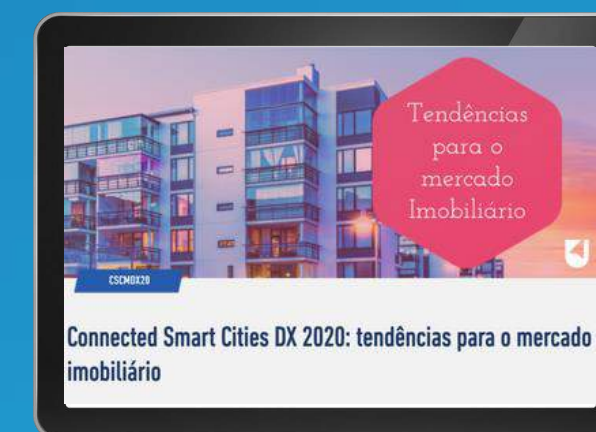 Tendências
para o
mercado
Imobiliário
CSCMDX20
Connected Smart Cities DX 2020: tendências para o mercado
imobiliário